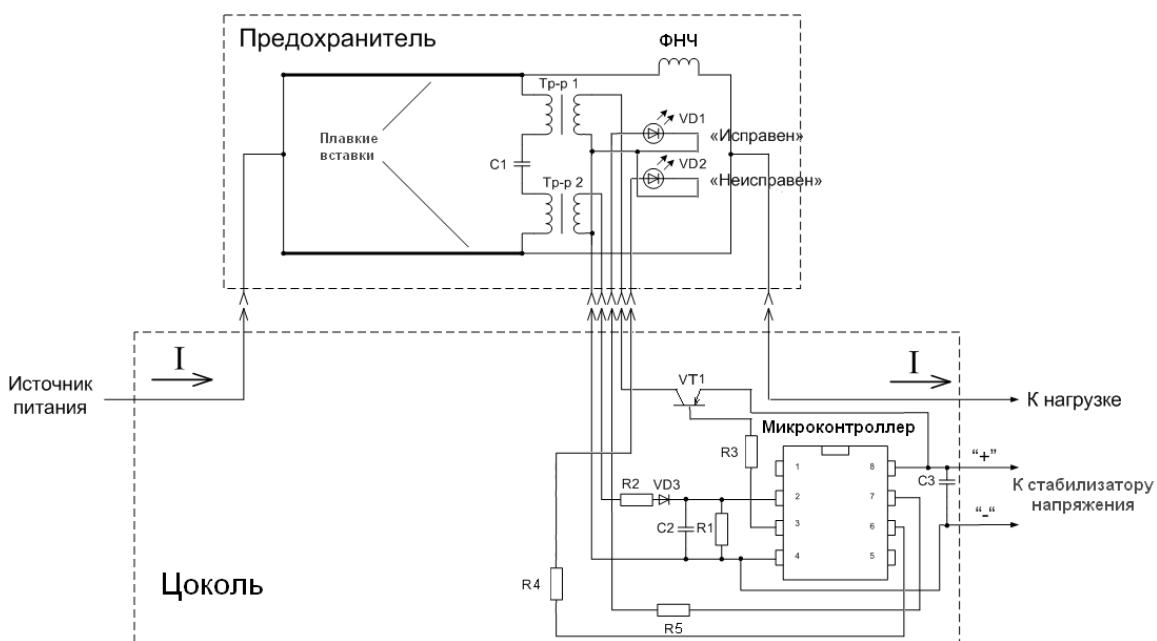 Предохранитель
ФНЧ
Тр-р 1
VD1
«Исправен»
Плавкие
вставки
C1
VD2
Тр-р 2
«Неисправен»
I
I
Источник
питания
VT1
К нагрузке
Микроконтроллер
R3
1
8
"+"
C3
К стабилизатору
напряжения
R2
VD3
2
7
C2
R1
3
6
"-"
4
5
Цоколь
R4
R5